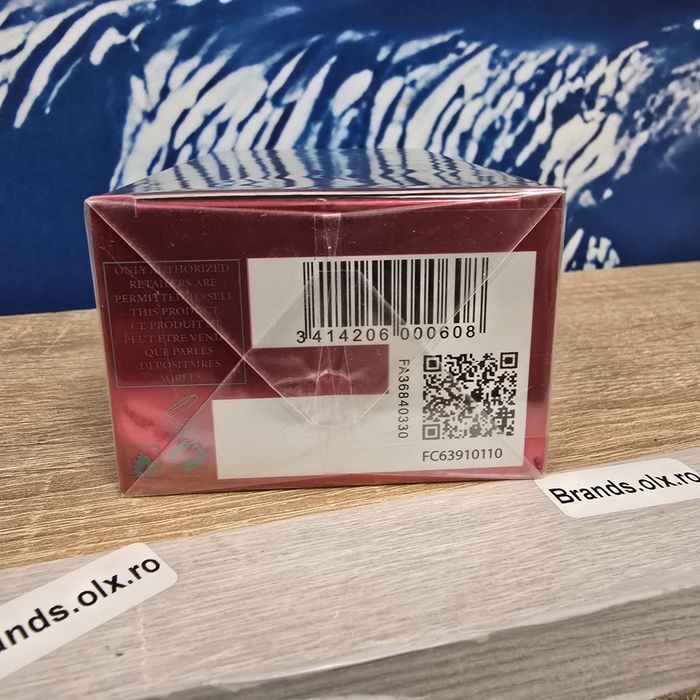 ONLY AUTHORIZED
RETAILERS ARE
PERMITTED TO SELL
THIS PRODUCT
CE PRODUIT NE
PEUT ETRE VENDU
QUE PAR LES
DEPOSITAIRES
AGREES
3 414206 000608
FA36840330
FC63910110
Brands.olx.ro
ands.olx.ro